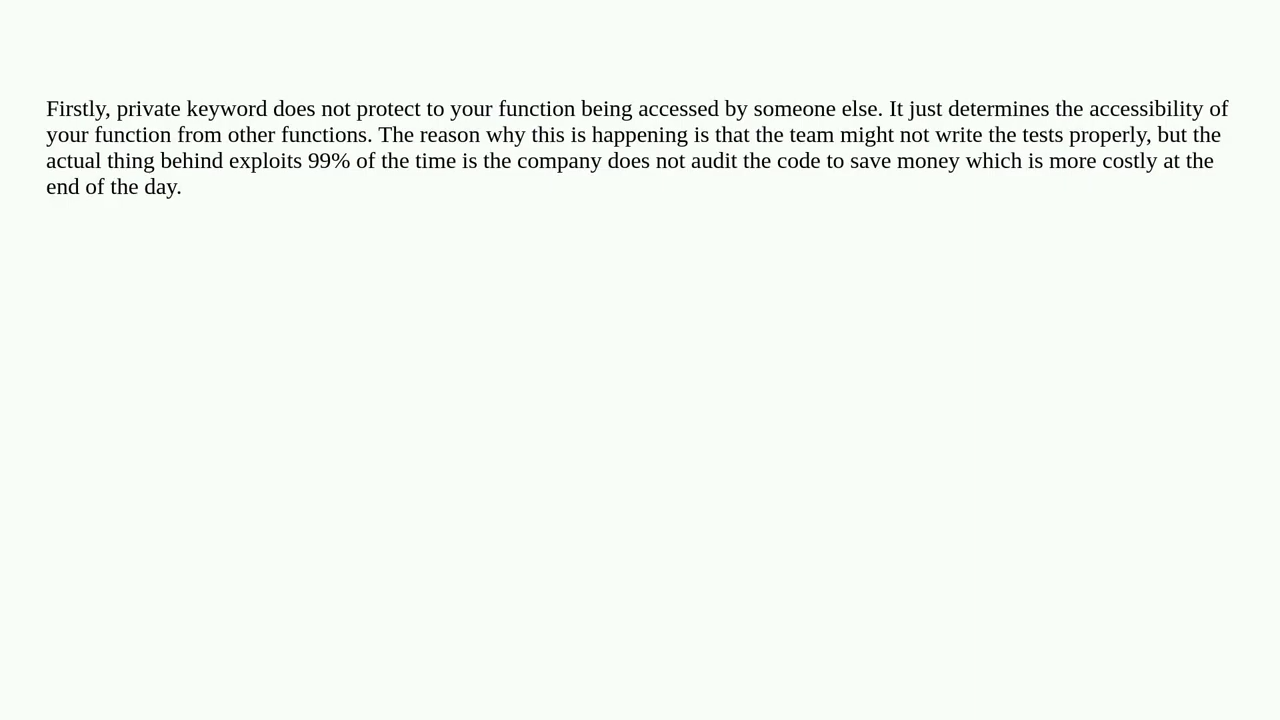 Firstly, private keyword does not protect to your function being accessed by someone else. It just determines the accessibility of
your function from other functions. The reason why this is happening is that the team might not write the tests properly, but the
actual thing behind exploits 99% of the time is the company does not audit the code to save money which is more costly at the
end of the day.